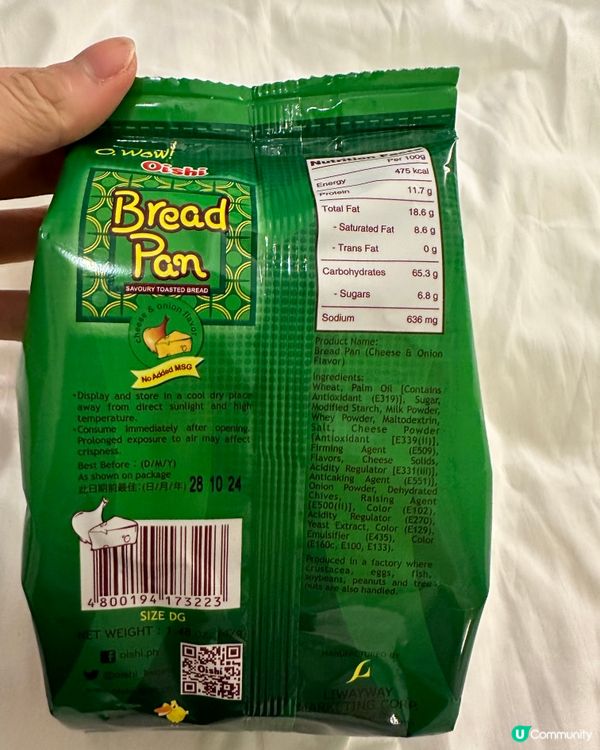 O, Wow!
Oishi
Bread
Pan
SAVOURY TOASTED BREAD
cheese & onion flavor
No Added MSG
•Display and store in a cool dry place
away from direct sunlight and high
temperature.
•Consume immediately after opening.
Prolonged exposure to air may affect
crispness.
Best Before : (D/M/Y)
As shown on package
此日期前最佳:(日/月/年) 28 10 24
4 800194 173223
SIZE DG
NET WEIGHT :
oishi.ph
Oishi
Nutrition
Per 100g
Energy 475 kcal
Protein 11.7 g
Total Fat 18.6 g
- Saturated Fat 8.6 g
- Trans Fat 0 g
Carbohydrates 65.3 g
- Sugars 6.8 g
Sodium 636 mg
Product Name:
Bread Pan (Cheese & Onion
Flavor)
Ingredients:
Wheat, Palm Oil [Contains
Antioxidant (E319)], Sugar,
Modified Starch, Milk Powder,
Whey Powder, Maltodextrin,
Salt, Cheese Powder
[Antioxidant [E339(ii)],
Firming Agent (E509),
Flavors, Cheese Solids,
Acidity Regulator [E331(iii)],
Anticaking Agent (E551)],
Onion Powder, Dehydrated
Chives, Raising Agent
[E500(ii)], Color (E102),
Acidity Regulator (E270),
Yeast Extract, Color (E129),
Emulsifier (E435), Color
(E160c, E100, E133).
Produced in a factory where
crustacea, eggs, fish,
soybeans, peanuts and tree
nuts are also handled.
MANUFACTURED BY
L
LIWAYWAY
MARKETING CORP.
U Community